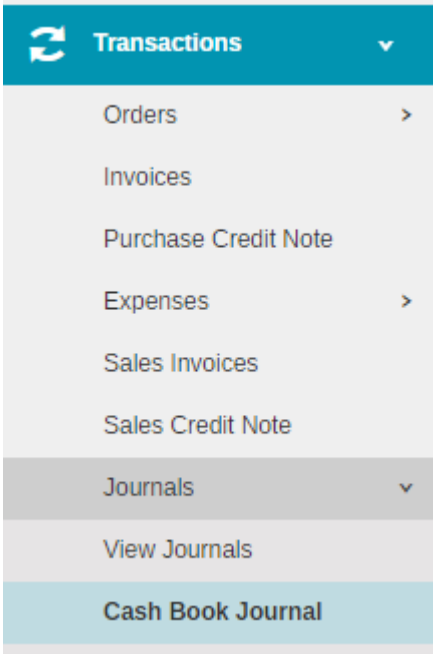 Transactions
Orders
Invoices
Purchase Credit Note
Expenses
Sales Invoices
Sales Credit Note
Journals
View Journals
Cash Book Journal